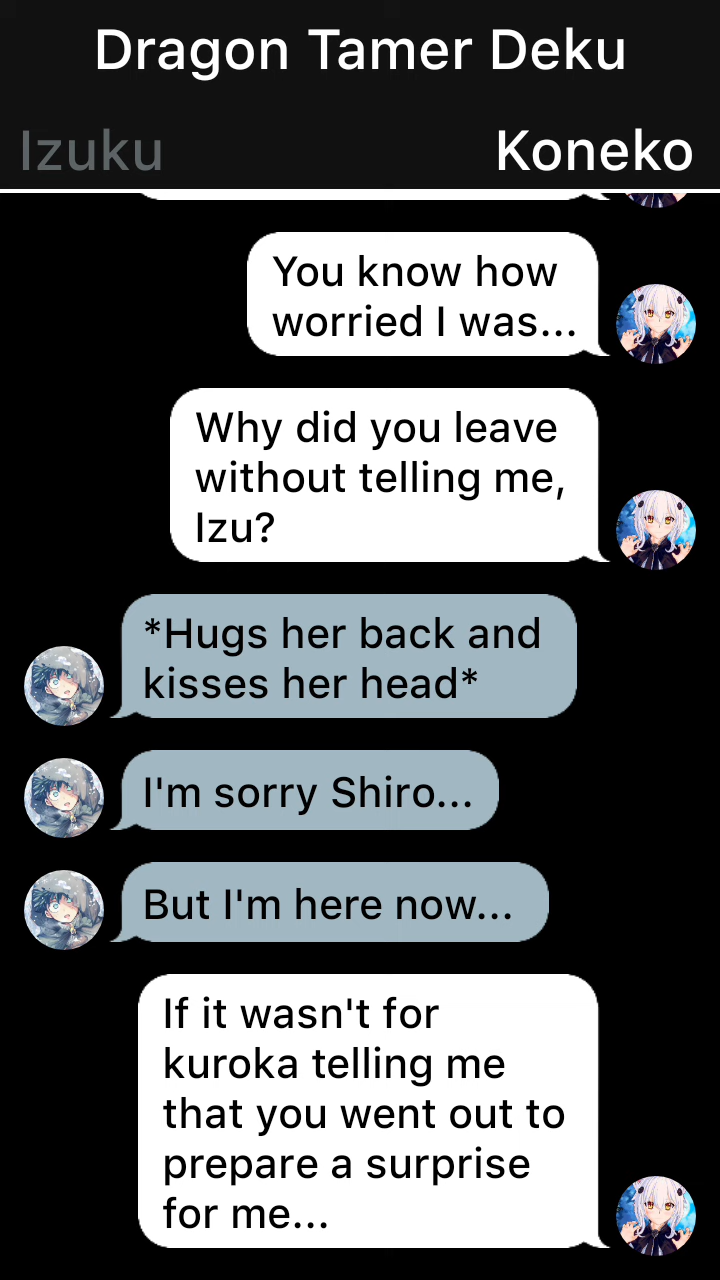 Dragon Tamer Deku
Izuku Koneko
You know how
worried I was...
Why did you leave
without telling me,
Izu?
*Hugs her back and
kisses her head*
I'm sorry Shiro...
But I'm here now...
If it wasn't for
kuroka telling me
that you went out to
prepare a surprise
for me...